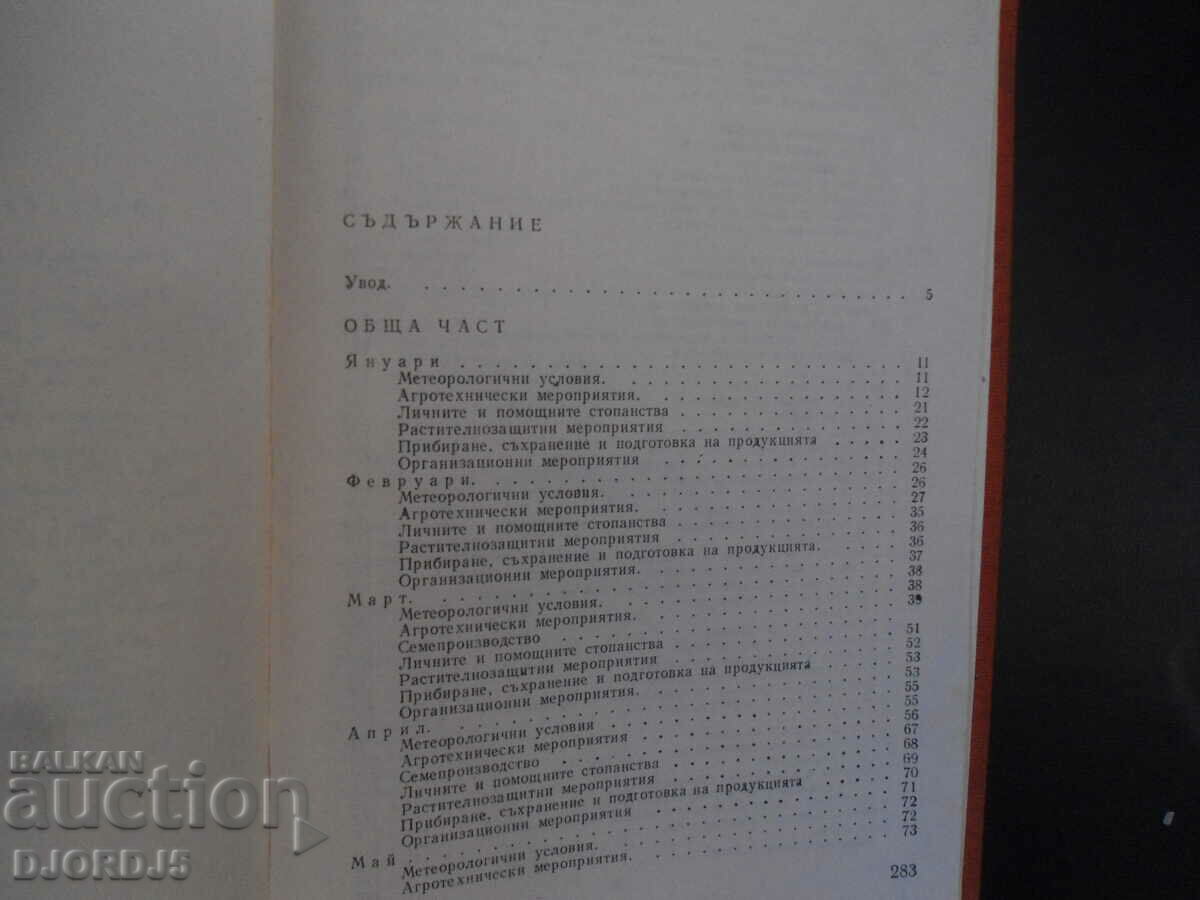 СЪДЪРЖАНИЕ
Увод. . . . . . . . . . . . . . . . . . . . 5
ОБЩА ЧАСТ
Януари . . . . . . . . . . . . . . . . . . 11
Метеорологични условия. . . . . . . . . . . . 11
Агротехнически мероприятия. . . . . . . . . . . 12
Личните и помощните стопанства . . . . . . . . . 21
Растителнозащитни мероприятия . . . . . . . . . 22
Прибиране, съхранение и подготовка на продукцията . . . . 23
Организационни мероприятия . . . . . . . . . . 24
Февруари. . . . . . . . . . . . . . . . . . 26
Метеорологични условия. . . . . . . . . . . . 26
Агротехнически мероприятия. . . . . . . . . . . 27
Личните и помощните стопанства . . . . . . . . . 35
Растителнозащитни мероприятия . . . . . . . . . 36
Прибиране, съхранение и подготовка на продукцията. . . . . 36
Организационни мероприятия. . . . . . . . . . . 37
Март. . . . . . . . . . . . . . . . . . . 38
Метеорологични условия. . . . . . . . . . . . 38
Агротехнически мероприятия. . . . . . . . . . . 39
Семепроизводство . . . . . . . . . . . . .
Личните и помощните стопанства . . . . . . . . . 51
Растителнозащитни мероприятия . . . . . . . . . 52
Прибиране, съхранение и подготовка на продукцията . . . . 53
Организационни мероприятия. . . . . . . . . . . 53
Април. . . . . . . . . . . . . . . . . . . 55
Метеорологични условия . . . . . . . . . . . . 55
Агротехнически мероприятия . . . . . . . . . . 56
Семепроизводство . . . . . . . . . . . . . 67
Личните и помощните стопанства . . . . . . . . . 68
Растителнозащитни мероприятия . . . . . . . . . 69
Прибиране, съхранение и подготовка на продукцията . . . . 70
Организационни мероприятия . . . . . . . . . . 71
Май . . . . . . . . . . . . . . . . . . . 72
Метеорологични условия. . . . . . . . . . . . 72
Агротехнически мероприятия. . . . . . . . . . . 73
283
BALKAN
auction
DJORDJ5